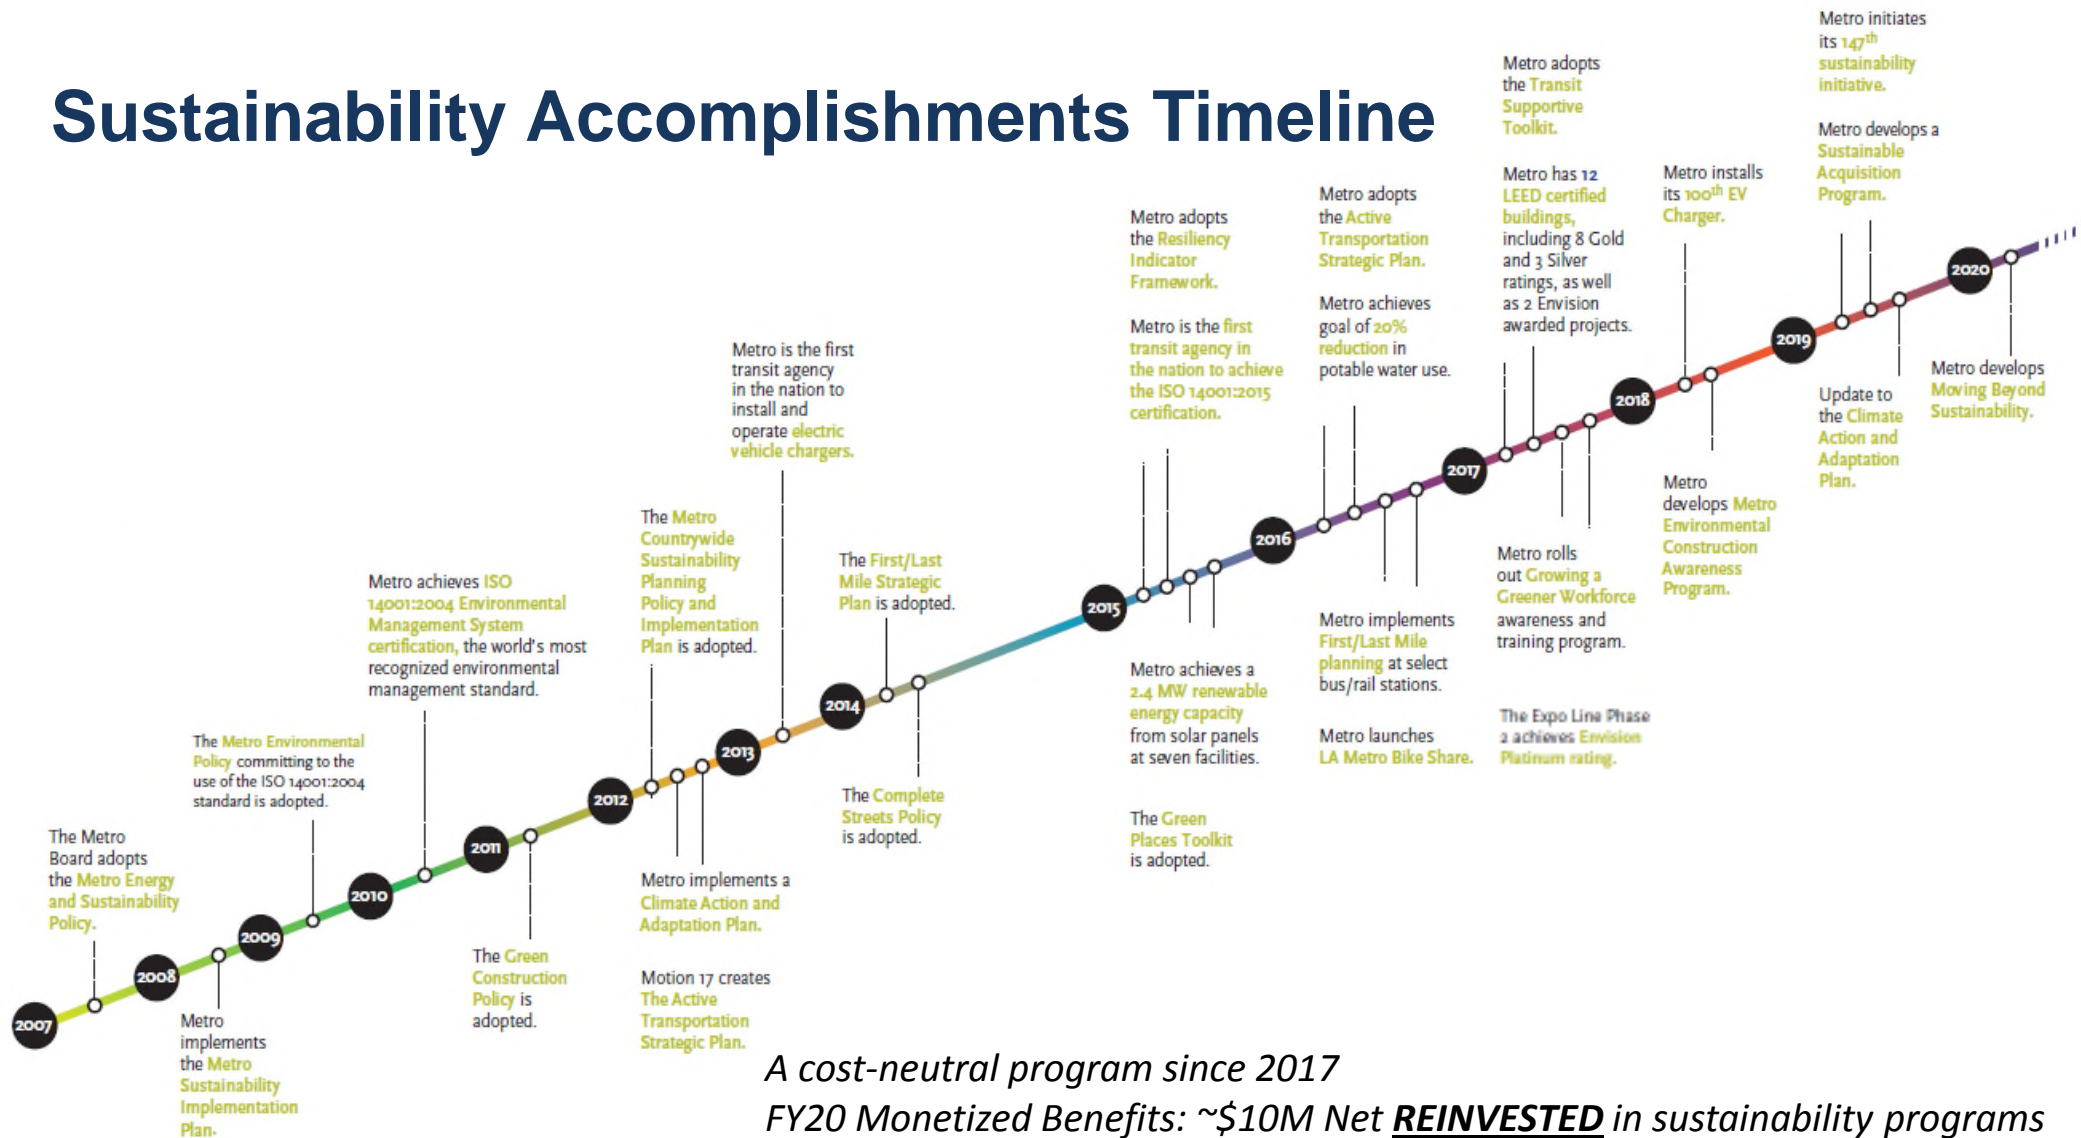 Sustainability Accomplishments Timeline
2007
The Metro
Board adopts
the Metro Energy
and Sustainability
Policy.
2008
Metro
implements
the Metro
Sustainability
Implementation
Plan.
2009
The Metro Environmental
Policy committing to the
use of the ISO 14001:2004
standard is adopted.
2010
Metro achieves ISO
14001:2004 Environmental
Management System
certification, the world's most
recognized environmental
management standard.
2011
The Green
Construction
Policy is
adopted.
2012
The Metro
Countrywide
Sustainability
Planning
Policy and
Implementation
Plan is adopted.
Metro implements a
Climate Action and
Adaptation Plan.
Motion 17 creates
The Active
Transportation
Strategic Plan.
2013
Metro is the first
transit agency
in the nation to
install and
operate electric
vehicle chargers.
2014
The First/Last
Mile Strategic
Plan is adopted.
The Complete
Streets Policy
is adopted.
2015
Metro adopts
the Resiliency
Indicator
Framework.
Metro is the first
transit agency in
the nation to achieve
the ISO 14001:2015
certification.
Metro achieves a
2.4 MW renewable
energy capacity
from solar panels
at seven facilities.
The Green
Places Toolkit
is adopted.
2016
Metro adopts
the Active
Transportation
Strategic Plan.
Metro achieves
goal of 20%
reduction in
potable water use.
Metro implements
First/Last Mile
planning at select
bus/rail stations.
Metro launches
LA Metro Bike Share.
2017
Metro adopts
the Transit
Supportive
Toolkit.
Metro has 12
LEED certified
buildings,
including 8 Gold
and 3 Silver
ratings, as well
as 2 Envision
awarded projects.
Metro rolls
out Growing a
Greener Workforce
awareness and
training program.
The Expo Line Phase
2 achieves Envision
Platinum rating.
2018
Metro installs
its 100th EV
Charger.
Metro
develops Metro
Environmental
Construction
Awareness
Program.
2019
Metro initiates
its 147th
sustainability
initiative.
Metro develops a
Sustainable
Acquisition
Program.
Update to
the Climate
Action and
Adaptation
Plan.
2020
Metro develops
Moving Beyond
Sustainability.
A cost-neutral program since 2017
FY20 Monetized Benefits: ~$10M Net REINVESTED in sustainability programs